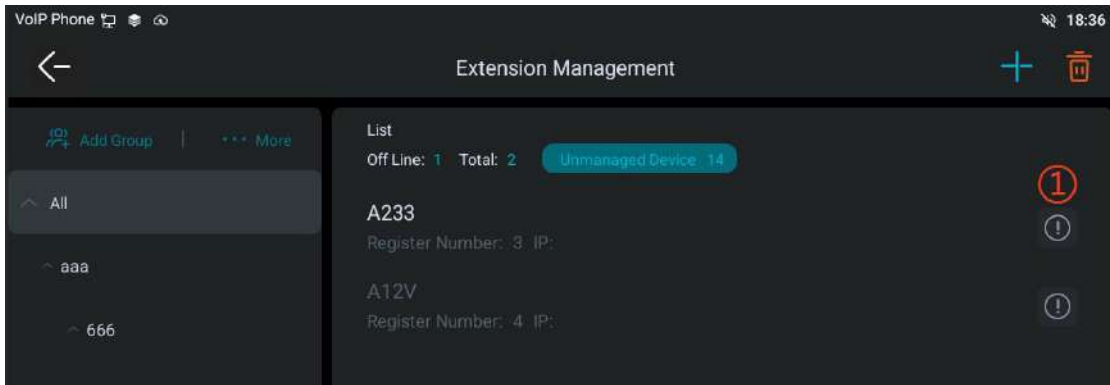 VoIP Phone 18:36
Extension Management
Add Group | ••• More
All
aaa
666
List
Off Line: 1 Total: 2 Unmanaged Device 14
①
A233
Register Number: 3 IP:
A12V
Register Number: 4 IP: